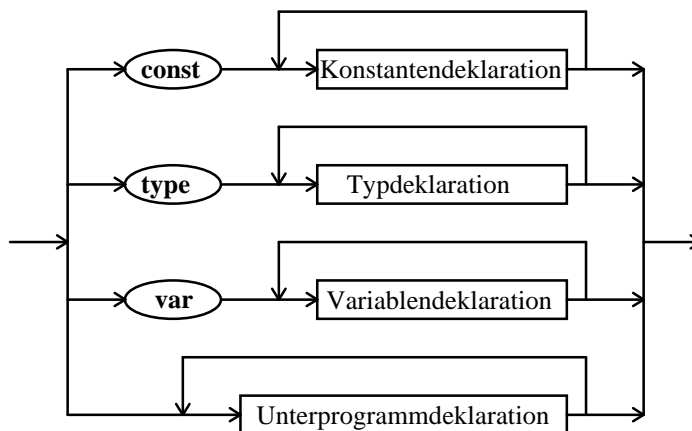 const Konstantendeklaration
type Typdeklaration
var Variablendeklaration
Unterprogrammdeklaration